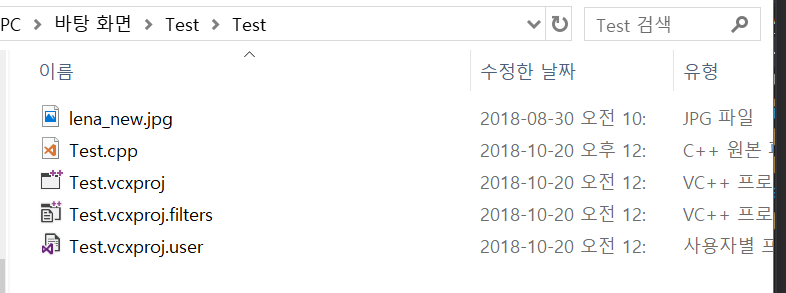 PC > 바탕 화면 > Test > Test Test 검색
이름 수정한 날짜 유형
lena_new.jpg 2018-08-30 오전 10: JPG 파일
Test.cpp 2018-10-20 오후 12: C++ 원본
Test.vcxproj 2018-10-20 오전 12: VC++ 프로
Test.vcxproj.filters 2018-10-20 오전 12: VC++ 프로
Test.vcxproj.user 2018-10-20 오전 12: 사용자별 프